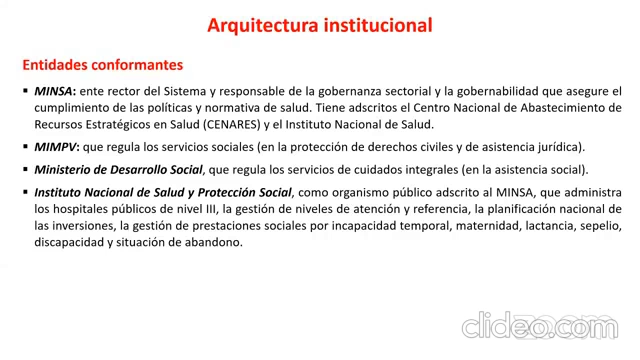 Arquitectura institucional
Entidades conformantes
▪ MINSA: ente rector del Sistema y responsable de la gobernanza sectorial y la gobernabilidad que asegure el
cumplimiento de las políticas y normativa de salud. Tiene adscritos el Centro Nacional de Abastecimiento de
Recursos Estratégicos en Salud (CENARES) y el Instituto Nacional de Salud.
▪ MIMPV: que regula los servicios sociales (en la protección de derechos civiles y de asistencia jurídica).
▪ Ministerio de Desarrollo Social, que regula los servicios de cuidados integrales (en la asistencia social).
▪ Instituto Nacional de Salud y Protección Social, como organismo público adscrito al MINSA, que administra
los hospitales públicos de nivel III, la gestión de niveles de atención y referencia, la planificación nacional de
las inversiones, la gestión de prestaciones sociales por incapacidad temporal, maternidad, lactancia, sepelio,
discapacidad y situación de abandono.
zoom
clideo.com